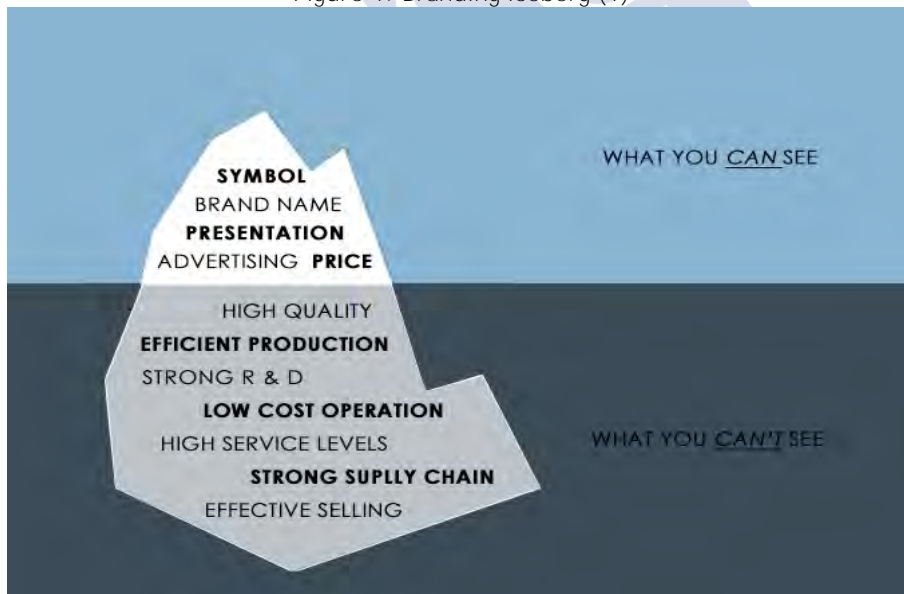 Figure 1: Branding Iceberg (1)
WHAT YOU CAN SEE
SYMBOL
BRAND NAME
PRESENTATION
ADVERTISING PRICE
HIGH QUALITY
EFFICIENT PRODUCTION
STRONG R & D
LOW COST OPERATION
WHAT YOU CAN'T SEE
HIGH SERVICE LEVELS
STRONG SUPLLY CHAIN
EFFECTIVE SELLING